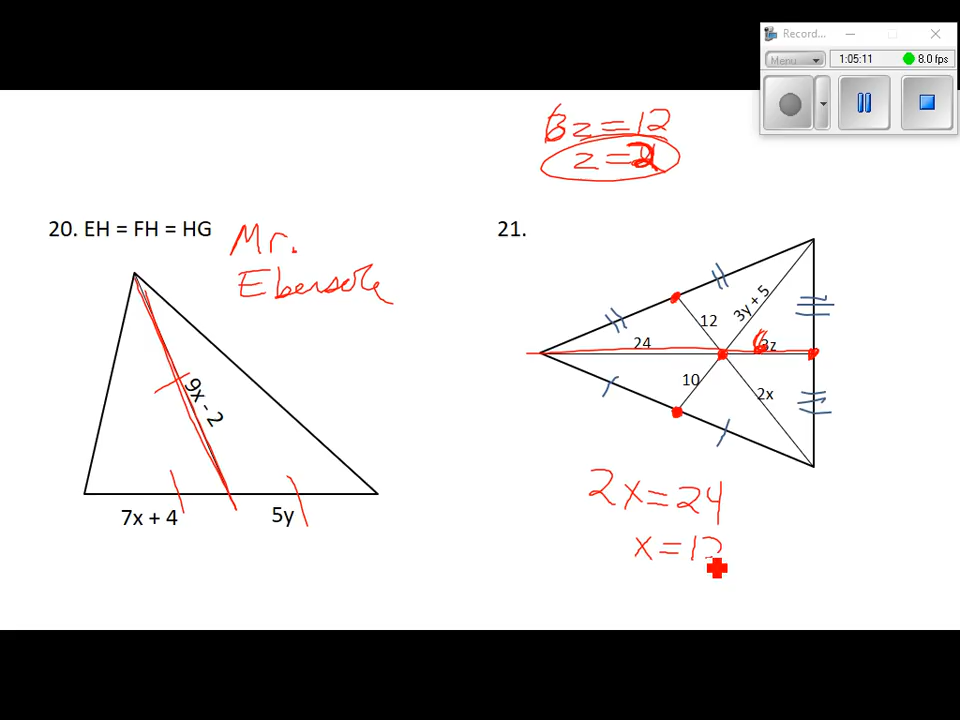 Record...
Menu
1:05:11
8.0 fps
3z = 12
z = 2
20. EH = FH = HG
Mr.
Ebersole
9x - 2
7x + 4
5y
21.
24
12
3y + 5
6
3z
10
2x
2x = 24
x = 12